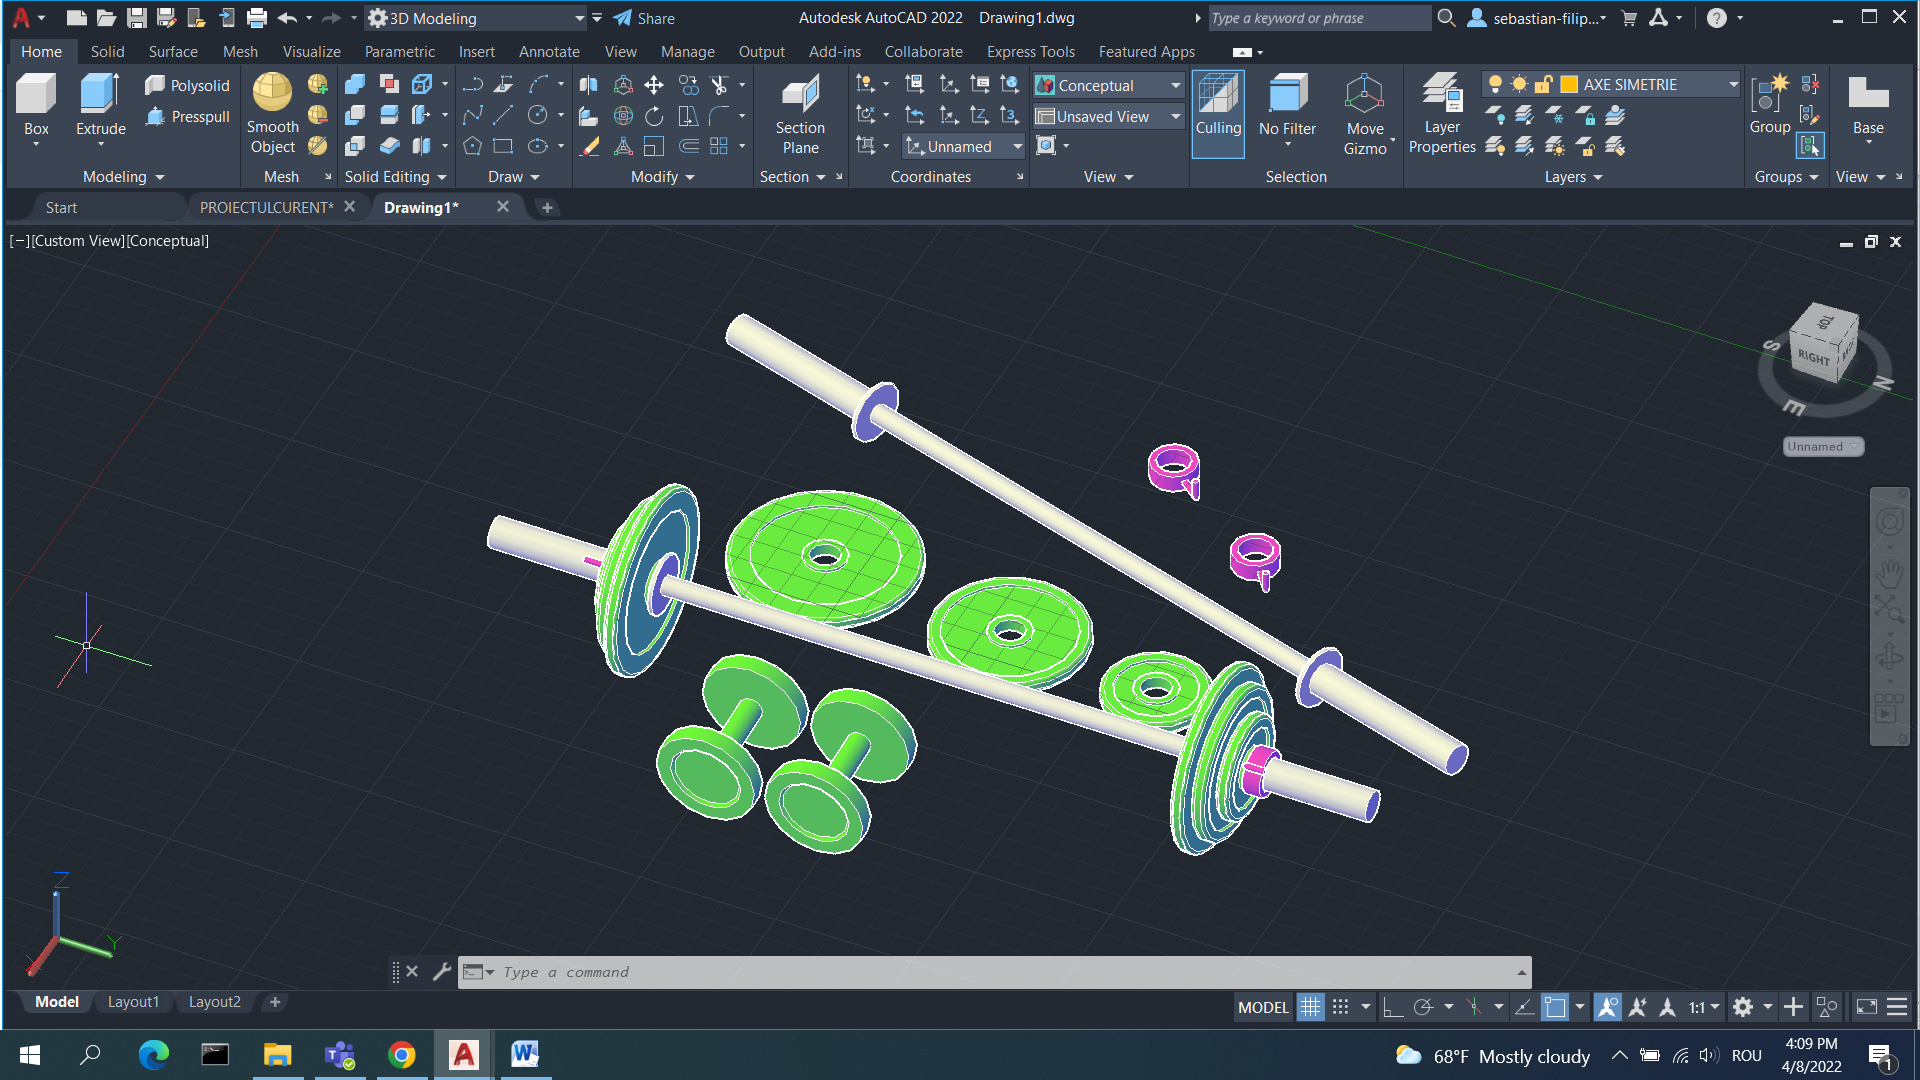 3D Modeling
Share
Autodesk AutoCAD 2022 Drawing1.dwg
Type a keyword or phrase
sebastian-filip...
Home Solid Surface Mesh Visualize Parametric Insert Annotate View Manage Output Add-ins Collaborate Express Tools Featured Apps
Box
Extrude
Polysolid
Presspull
Smooth
Object
Section
Plane
Unnamed
Conceptual
Unsaved View
Culling
No Filter
Move
Gizmo
Layer
Properties
AXE SIMETRIE
Group
Base
Modeling
Mesh
Solid Editing
Draw
Modify
Section
Coordinates
View
Selection
Layers
Groups
View
Start
PROIECTULCURENT*
Drawing1*
[−][Custom View][Conceptual]
TOP
RIGHT
S
N
E
Unnamed
Z
Y
X
Type a command
Model Layout1 Layout2
MODEL
1:1
68°F Mostly cloudy
ROU
4:09 PM
4/8/2022
1